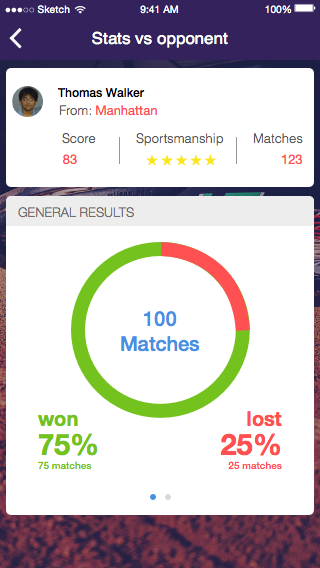 Sketch 9:41 AM 100%
Stats vs opponent
Thomas Walker
From: Manhattan
Score Sportsmanship Matches
83 ★★★★★ 123
GENERAL RESULTS
100
Matches
won lost
75% 25%
75 matches 25 matches